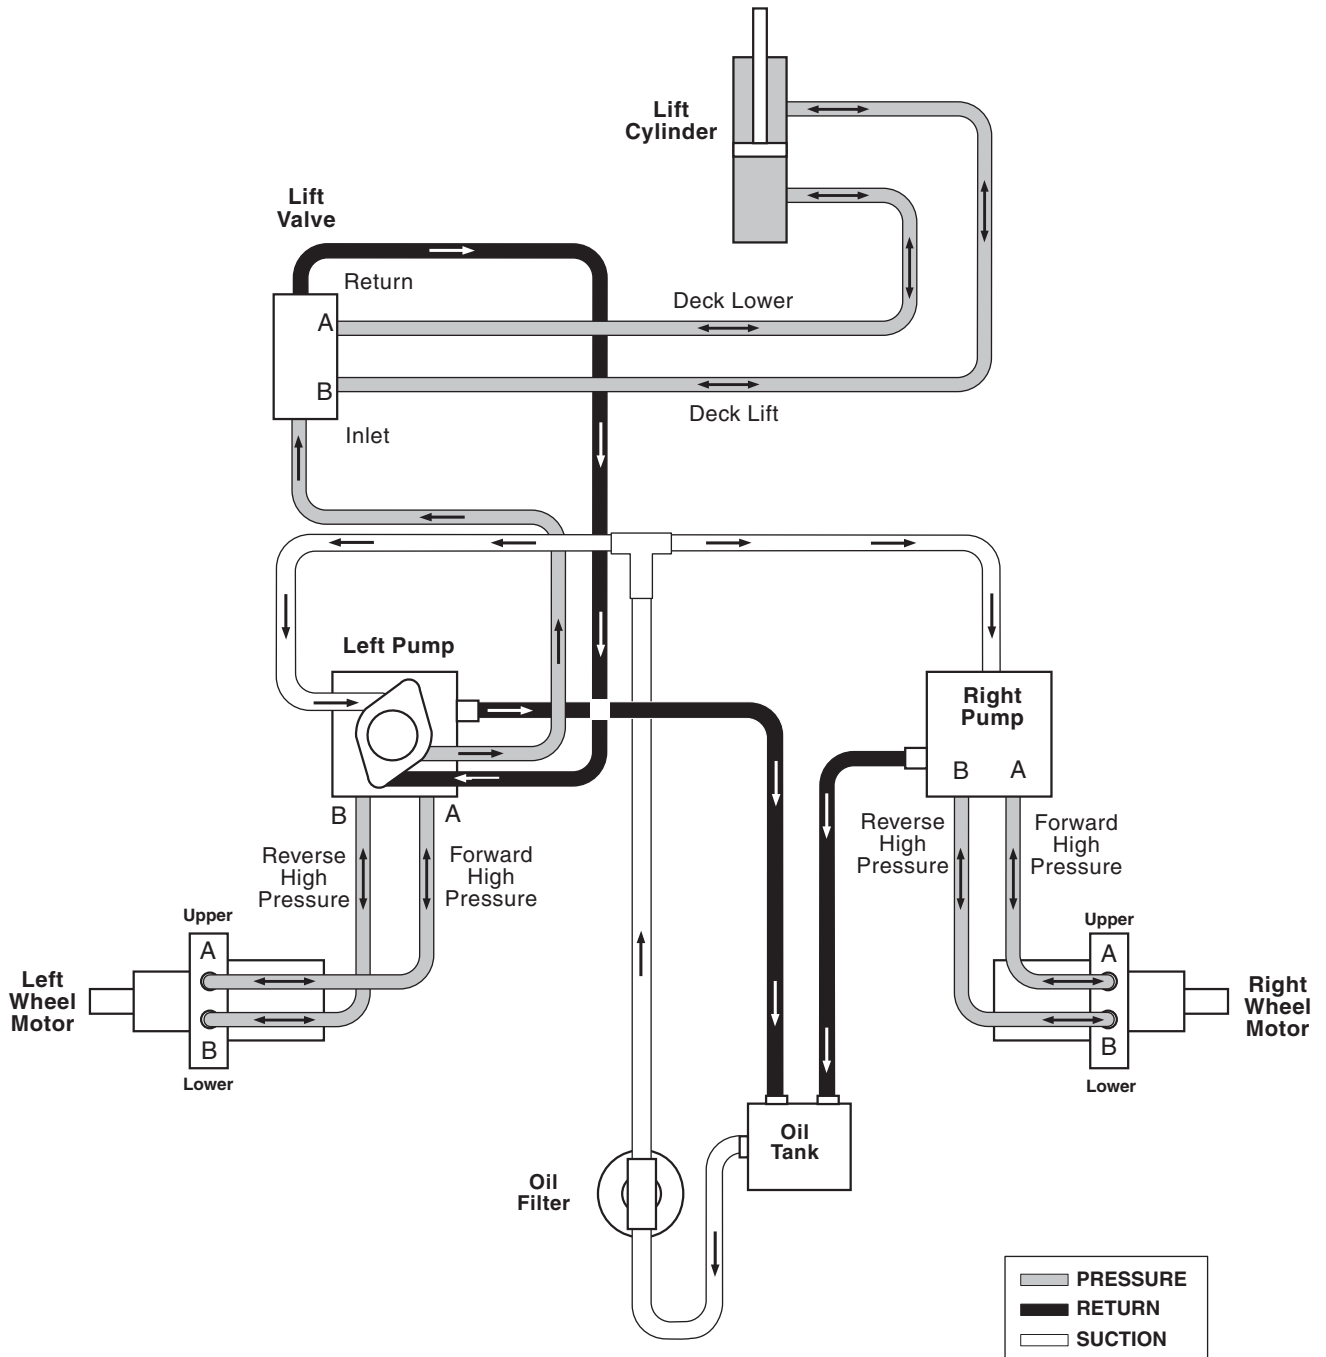 Lift
Cylinder
Lift
Valve
Return
A
Deck Lower
B
Deck Lift
Inlet
Left Pump
Right
Pump
B
A
B
A
Reverse
High
Pressure
Forward
High
Pressure
Reverse
High
Pressure
Forward
High
Pressure
Upper
A
Left
Wheel
Motor
B
Lower
Upper
A
Right
Wheel
Motor
B
Lower
Oil
Tank
Oil
Filter
PRESSURE
RETURN
SUCTION